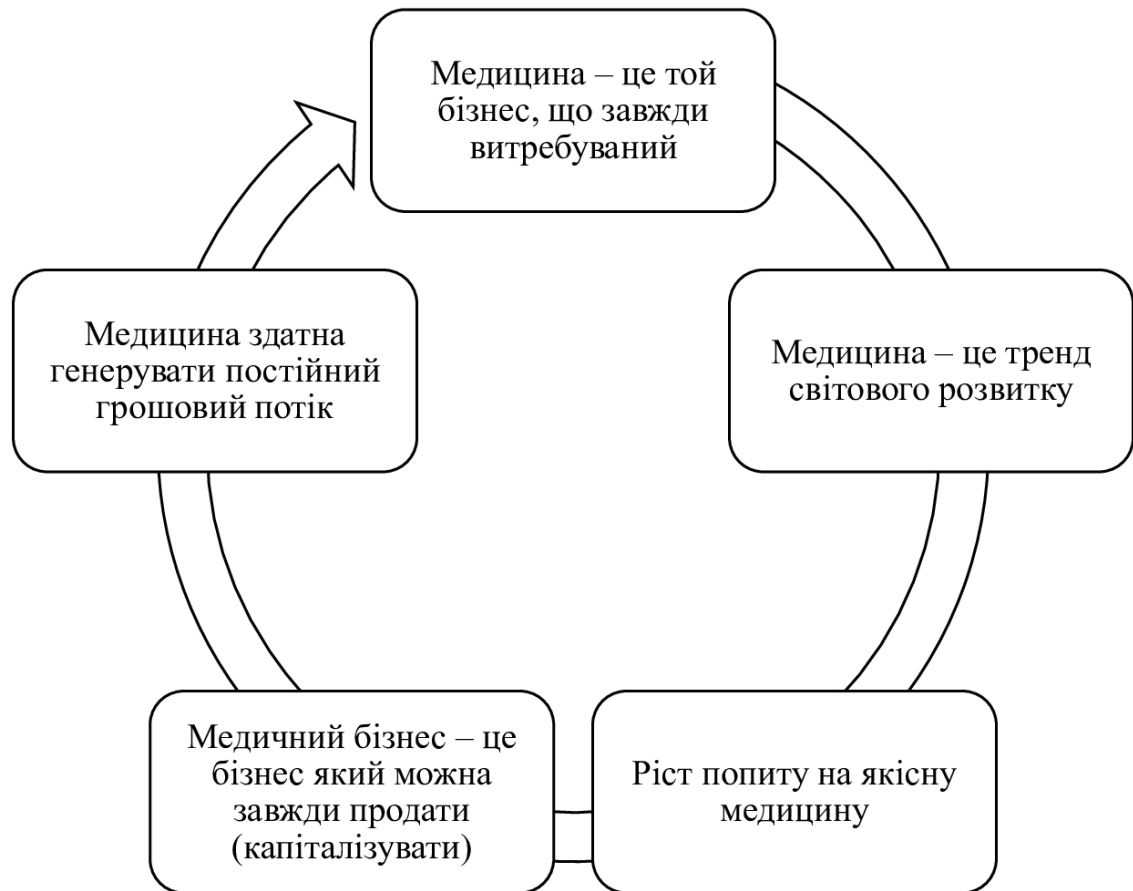 Медицина – це той
бізнес, що завжди
витребуваний
Медицина – це тренд
світового розвитку
Ріст попиту на якісну
медицину
Медичний бізнес – це
бізнес який можна
завжди продати
(капіталізувати)
Медицина здатна
генерувати постійний
грошовий потік